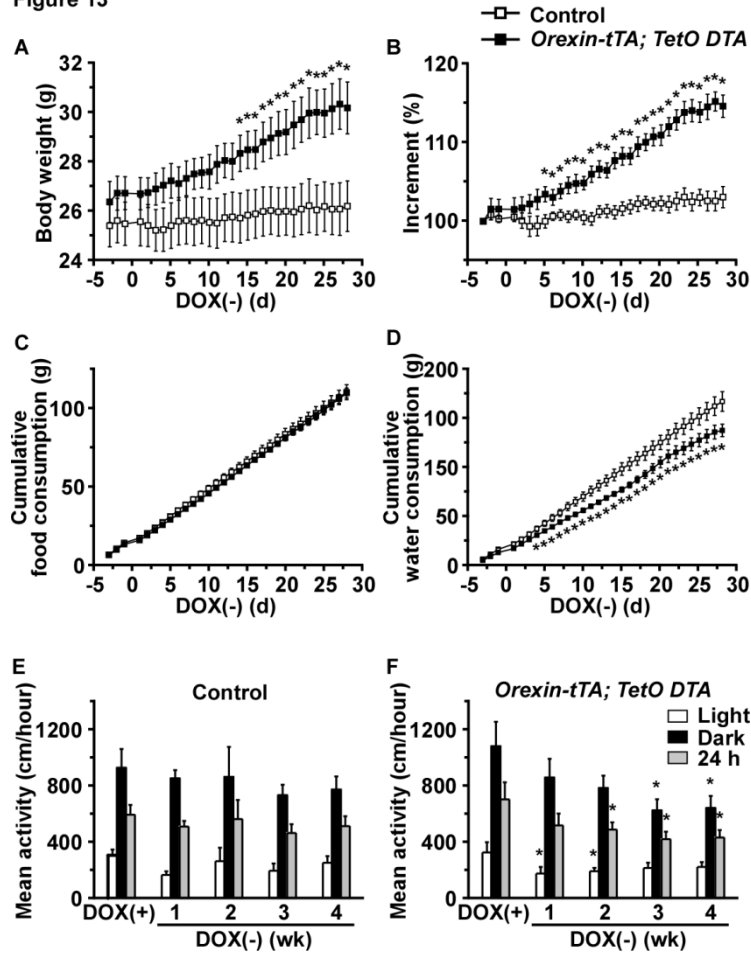 Figure 13
Control
Orexin-tTA; TetO DTA
A
Body weight (g)
32
30
28
26
24
-5 0 5 10 15 20 25 30
DOX(-) (d)
B
Increment (%)
120
110
100
-5 0 5 10 15 20 25 30
DOX(-) (d)
C
Cumulative
food consumption (g)
100
50
0
-5 0 5 10 15 20 25 30
DOX(-) (d)
D
Cumulative
water consumption (g)
200
100
150
50
0
-5 0 5 10 15 20 25 30
DOX(-) (d)
E
Control
Mean activity (cm/hour)
1200
800
400
0
DOX(+) 1 2 3 4
DOX(-) (wk)
F
Orexin-tTA; TetO DTA
Light
Dark
24 h
Mean activity (cm/hour)
1200
800
400
0
DOX(+) 1 2 3 4
DOX(-) (wk)